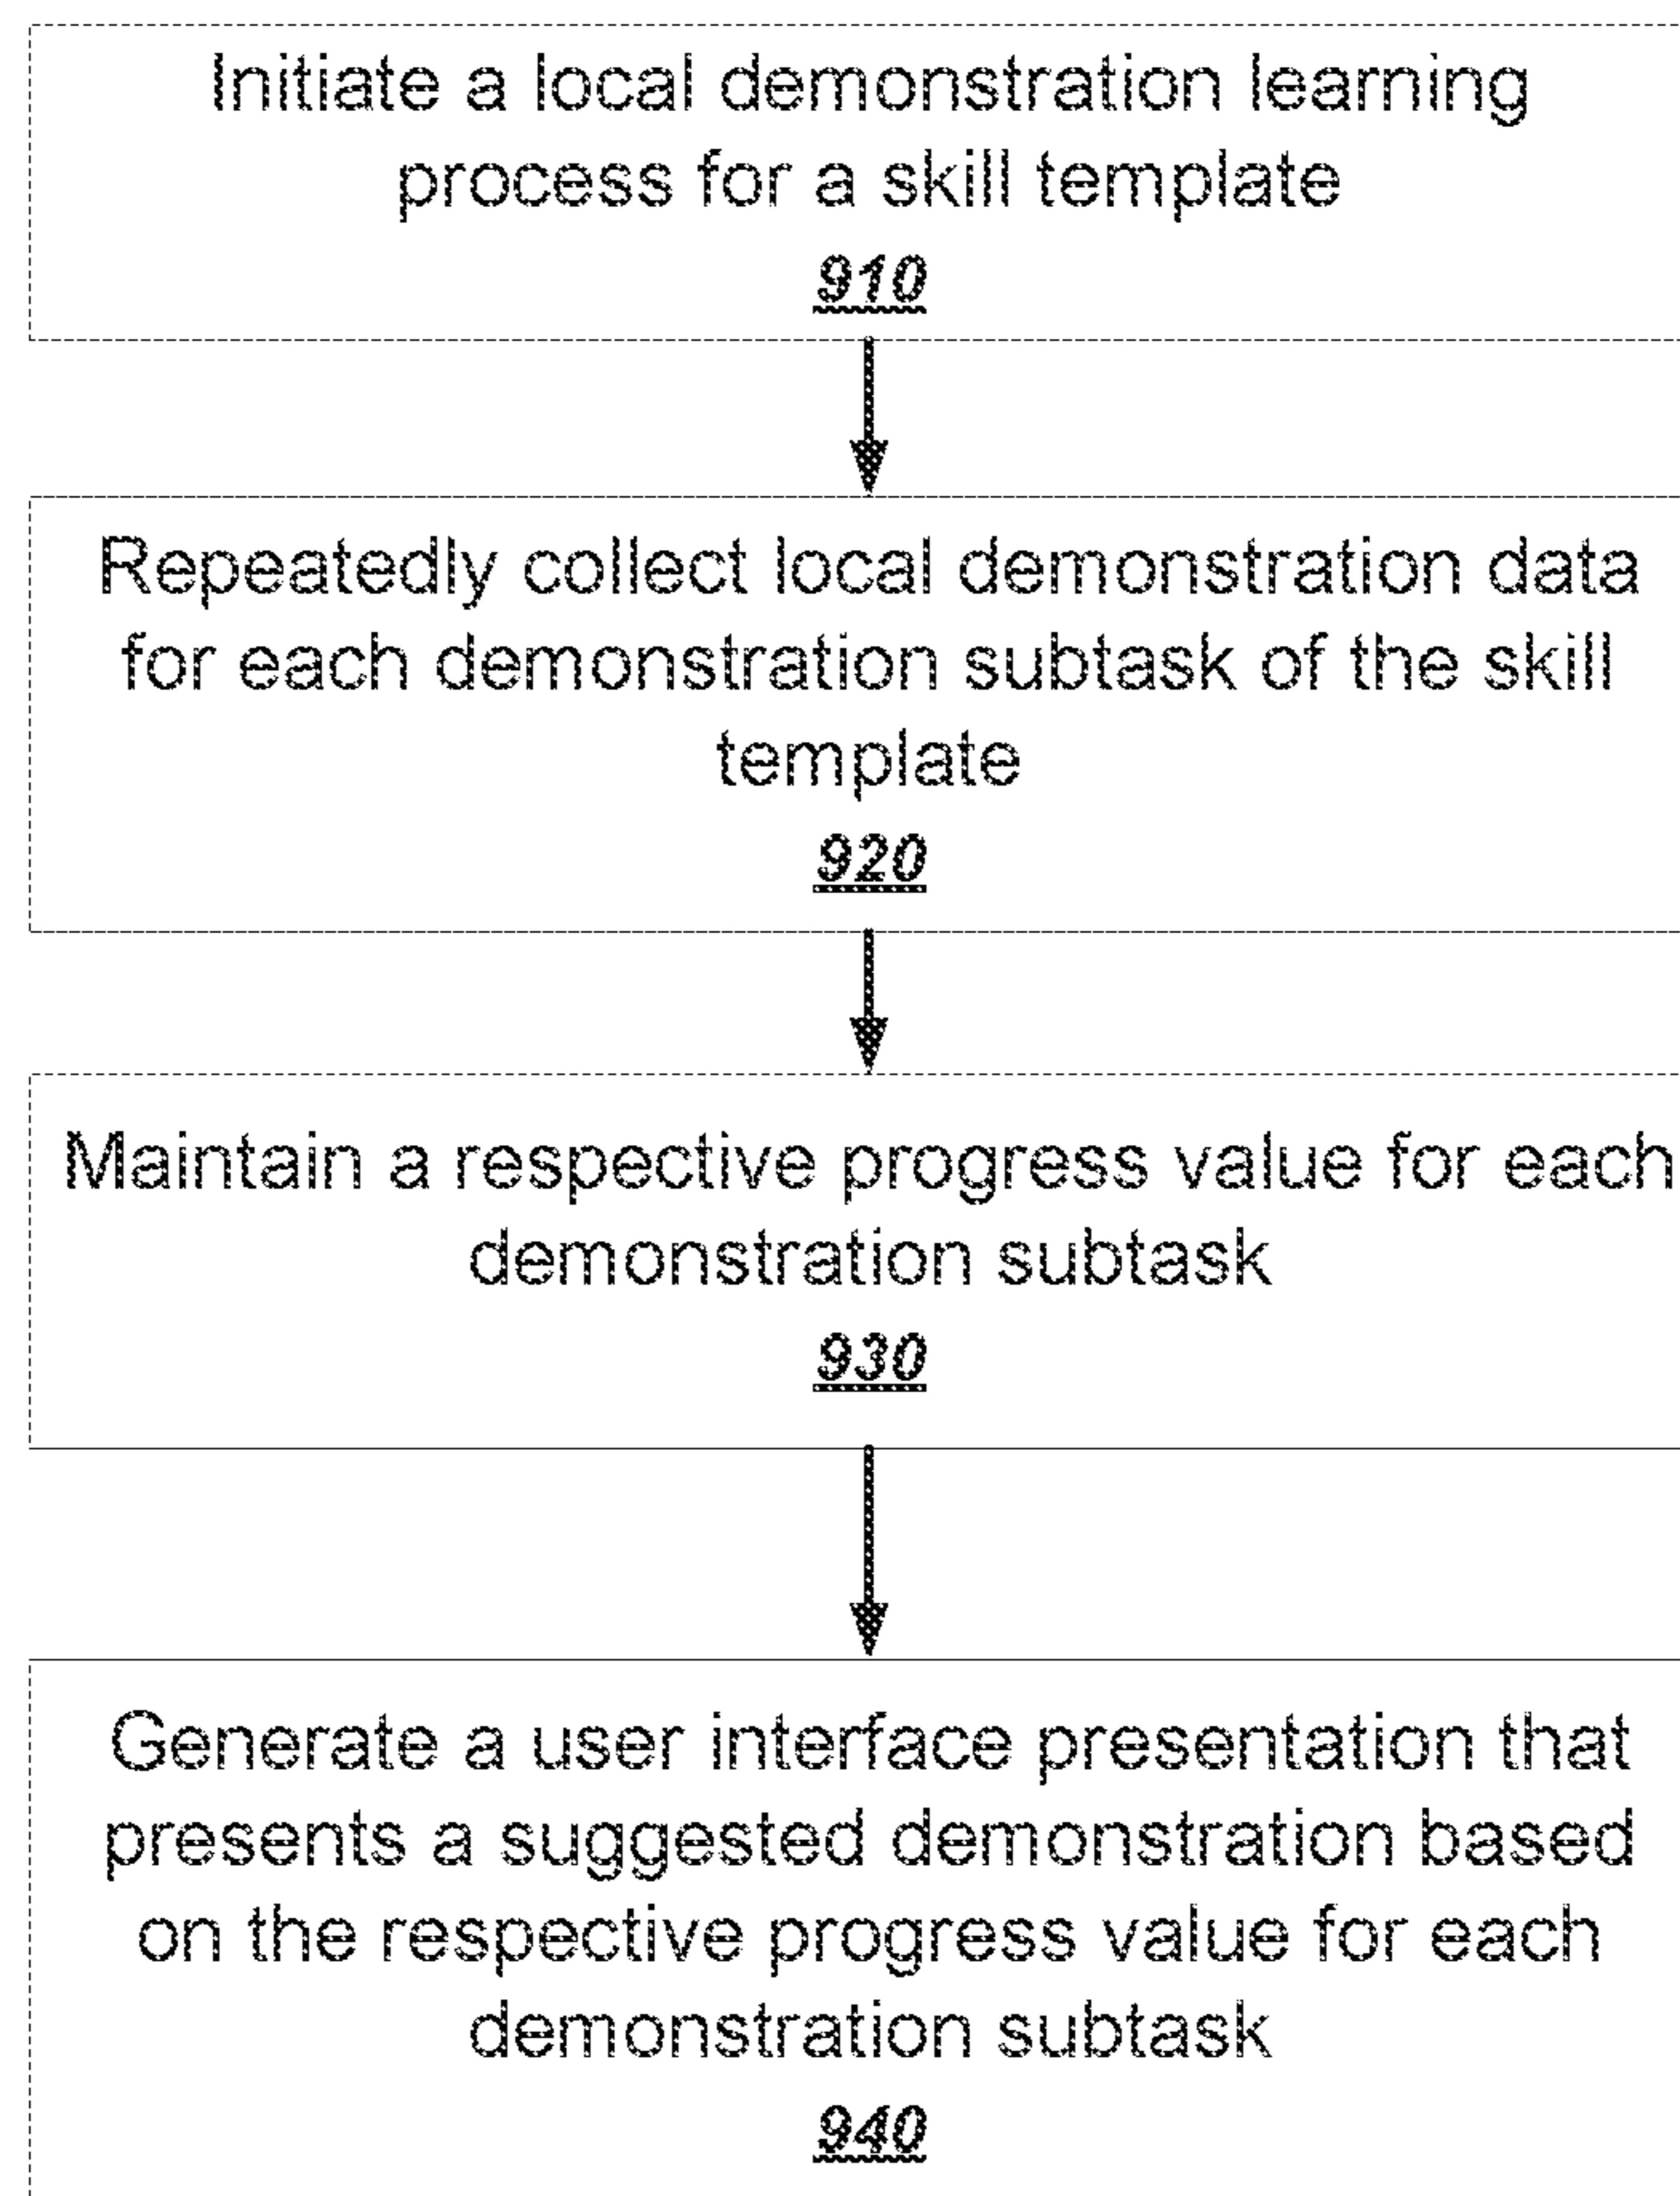 Initiate a local demonstration learning
process for a skill template
910
Repeatedly collect local demonstration data
for each demonstration subtask of the skill
template
920
Maintain a respective progress value for each
demonstration subtask
930
Generate a user interface presentation that
presents a suggested demonstration based
on the respective progress value for each
demonstration subtask
940